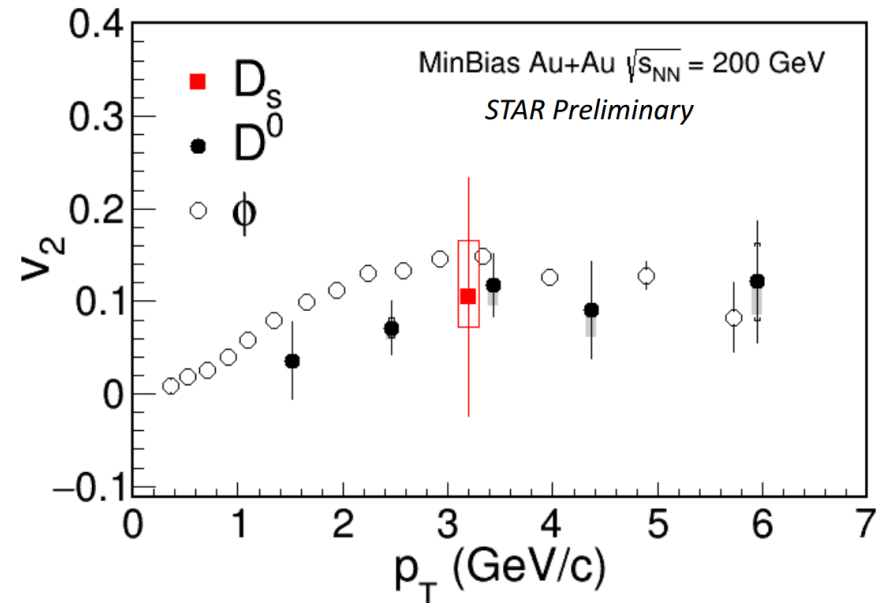 MinBias Au+Au √sNN = 200 GeV
STAR Preliminary
Ds
D0
ϕ
v2
0.4
0.3
0.2
0.1
0
−0.1
0 1 2 3 4 5 6 7
pT (GeV/c)